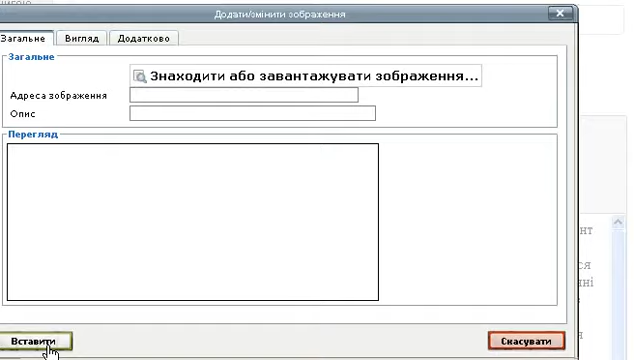 Додати/змінити зображення
Загальне Вигляд Додатково
Загальне
Знаходити або завантажувати зображення...
Адреса зображення
Опис
Перегляд
Вставити Скасувати